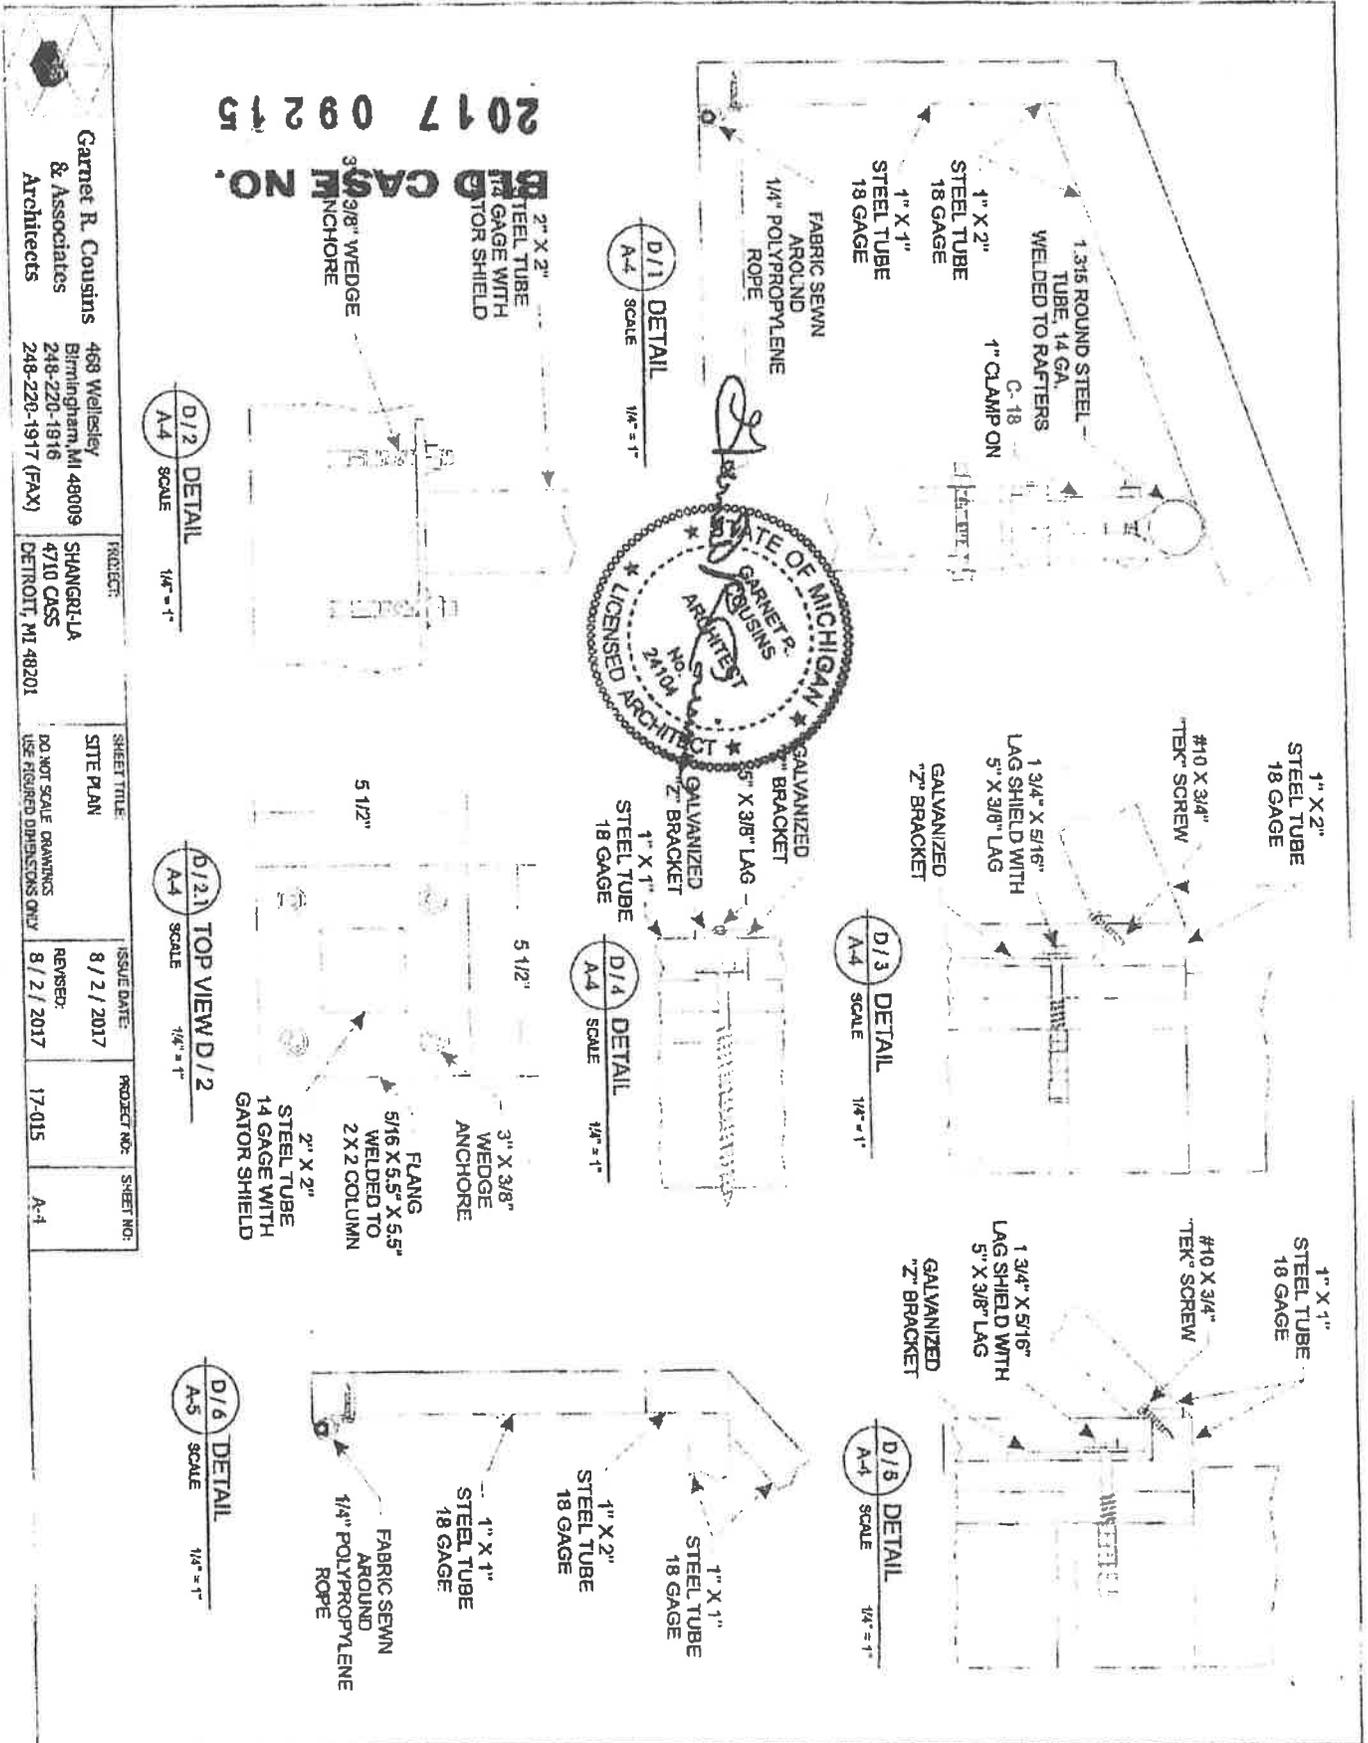 1" X 2"
STEEL TUBE
18 GAGE
1" X 1"
STEEL TUBE
18 GAGE
1.315 ROUND STEEL
TUBE, 14 GA.
WELDED TO RAFTERS
C-18
1" CLAMP ON
FABRIC SEWN
AROUND
1/4" POLYPROPYLENE
ROPE
D/1
A-4
DETAIL
SCALE 1/4" = 1"
1" X 2"
STEEL TUBE
18 GAGE
#10 X 3/4"
"TEK" SCREW
1 3/4" X 5/16"
LAG SHIELD WITH
5" X 3/8" LAG
GALVANIZED
"Z" BRACKET
D/3
A-4
DETAIL
SCALE 1/4" = 1"
1" X 1"
STEEL TUBE
18 GAGE
#10 X 3/4"
"TEK" SCREW
1 3/4" X 5/16"
LAG SHIELD WITH
5" X 3/8" LAG
GALVANIZED
"Z" BRACKET
D/5
A-4
DETAIL
SCALE 1/4" = 1"
STATE OF MICHIGAN
GARNET R.
COUSINS
ARCHITECT
NO.
24104
LICENSED ARCHITECT
GALVANIZED
BRACKET
5" X 3/8" LAG
GALVANIZED
"Z" BRACKET
1" X 1"
STEEL TUBE
18 GAGE
D/4
A-4
DETAIL
SCALE 1/4" = 1"
BED CASE NO.
2017 09215
2" X 2"
STEEL TUBE
14 GAGE WITH
GATOR SHIELD
3/8" WEDGE
ANCHORE
D/2
A-4
DETAIL
SCALE 1/4" = 1"
5 1/2"
5 1/2"
3" X 3/8"
WEDGE
ANCHORE
FLANG
5/16 X 5.5" X 5.5"
WELDED TO
2 X 2 COLUMN
2" X 2"
STEEL TUBE
14 GAGE WITH
GATOR SHIELD
D/2.1
A-4
TOP VIEW D/2
SCALE 1/4" = 1"
1" X 1"
STEEL TUBE
18 GAGE
1" X 2"
STEEL TUBE
18 GAGE
1" X 1"
STEEL TUBE
18 GAGE
FABRIC SEWN
AROUND
1/4" POLYPROPYLENE
ROPE
D/6
A-5
DETAIL
SCALE 1/4" = 1"
Garnet R. Cousins
& Associates
Architects
468 Wellesley
Birmingham, MI 48009
248-220-1916
248-220-1917 (FAX)
PROJECT:
SHANGRI-LA
4710 CASS
DETROIT, MI 48201
SHEET TITLE:
SITE PLAN
DO NOT SCALE DRAWINGS
USE FIGURED DIMENSIONS ONLY
ISSUE DATE:
8 / 2 / 2017
REVISED:
8 / 2 / 2017
PROJECT NO:
17-015
SHEET NO:
A-4